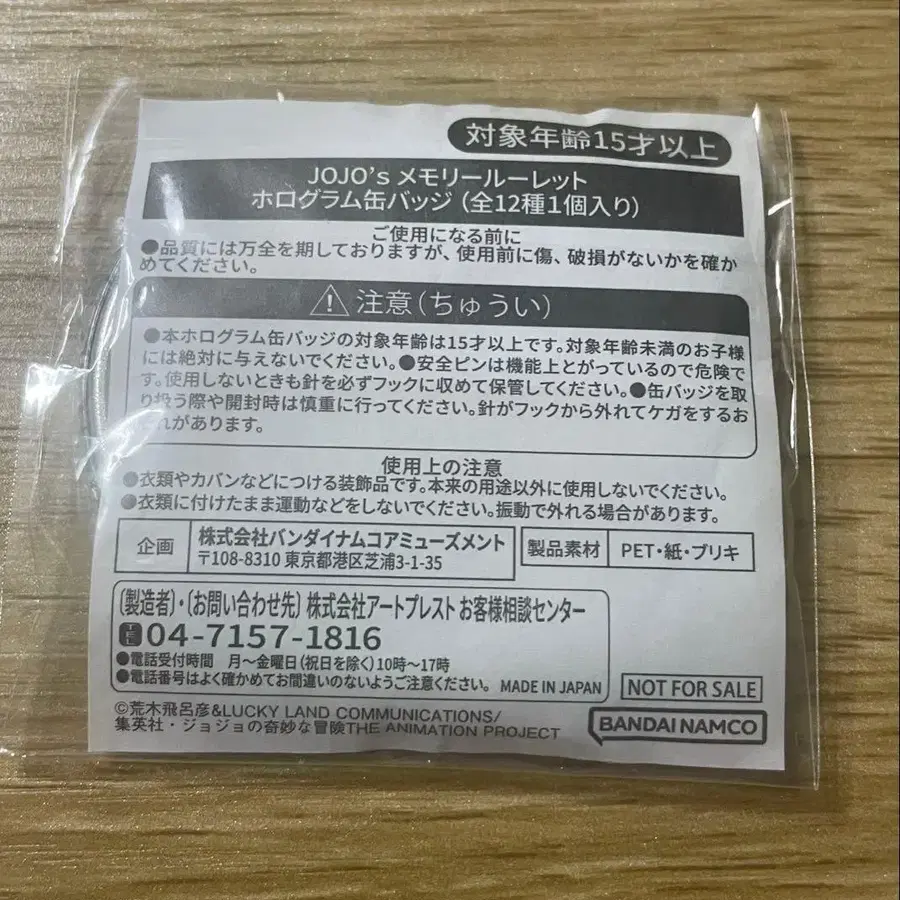 対象年齢15才以上
JOJO's メモリールーレット
ホログラム缶バッジ(全12種1個入り)
ご使用になる前に
●品質には万全を期しておりますが、使用前に傷、破損がないかを確か
めてください。
⚠注意(ちゅうい)
●本ホログラム缶バッジの対象年齢は15才以上です。対象年齢未満のお子様
には絶対に与えないでください。●安全ピンは機能上とがっているので危険で
す。使用しないときも針を必ずフックに収めて保管してください。●缶バッジを取
り扱う際や開封時は慎重に行ってください。針がフックから外れてケガをするお
それがあります。
使用上の注意
●衣類やカバンなどにつける装飾品です。本来の用途以外に使用しないでください。
●衣類に付けたまま運動などをしないでください。振動で外れる場合があります。
企画 株式会社バンダイナムコアミューズメント
〒108-8310 東京都港区芝浦3-1-35
製品素材 PET・紙・ブリキ
〔製造者〕・〔お問い合わせ先〕 株式会社アートプレスト お客様相談センター
TEL 04-7157-1816
●電話受付時間 月〜金曜日(祝日を除く)10時〜17時
●電話番号はよく確かめてお間違いのないようご注意ください。 MADE IN JAPAN
NOT FOR SALE
©荒木飛呂彦&LUCKY LAND COMMUNICATIONS/
集英社・ジョジョの奇妙な冒険THE ANIMATION PROJECT
BANDAI NAMCO